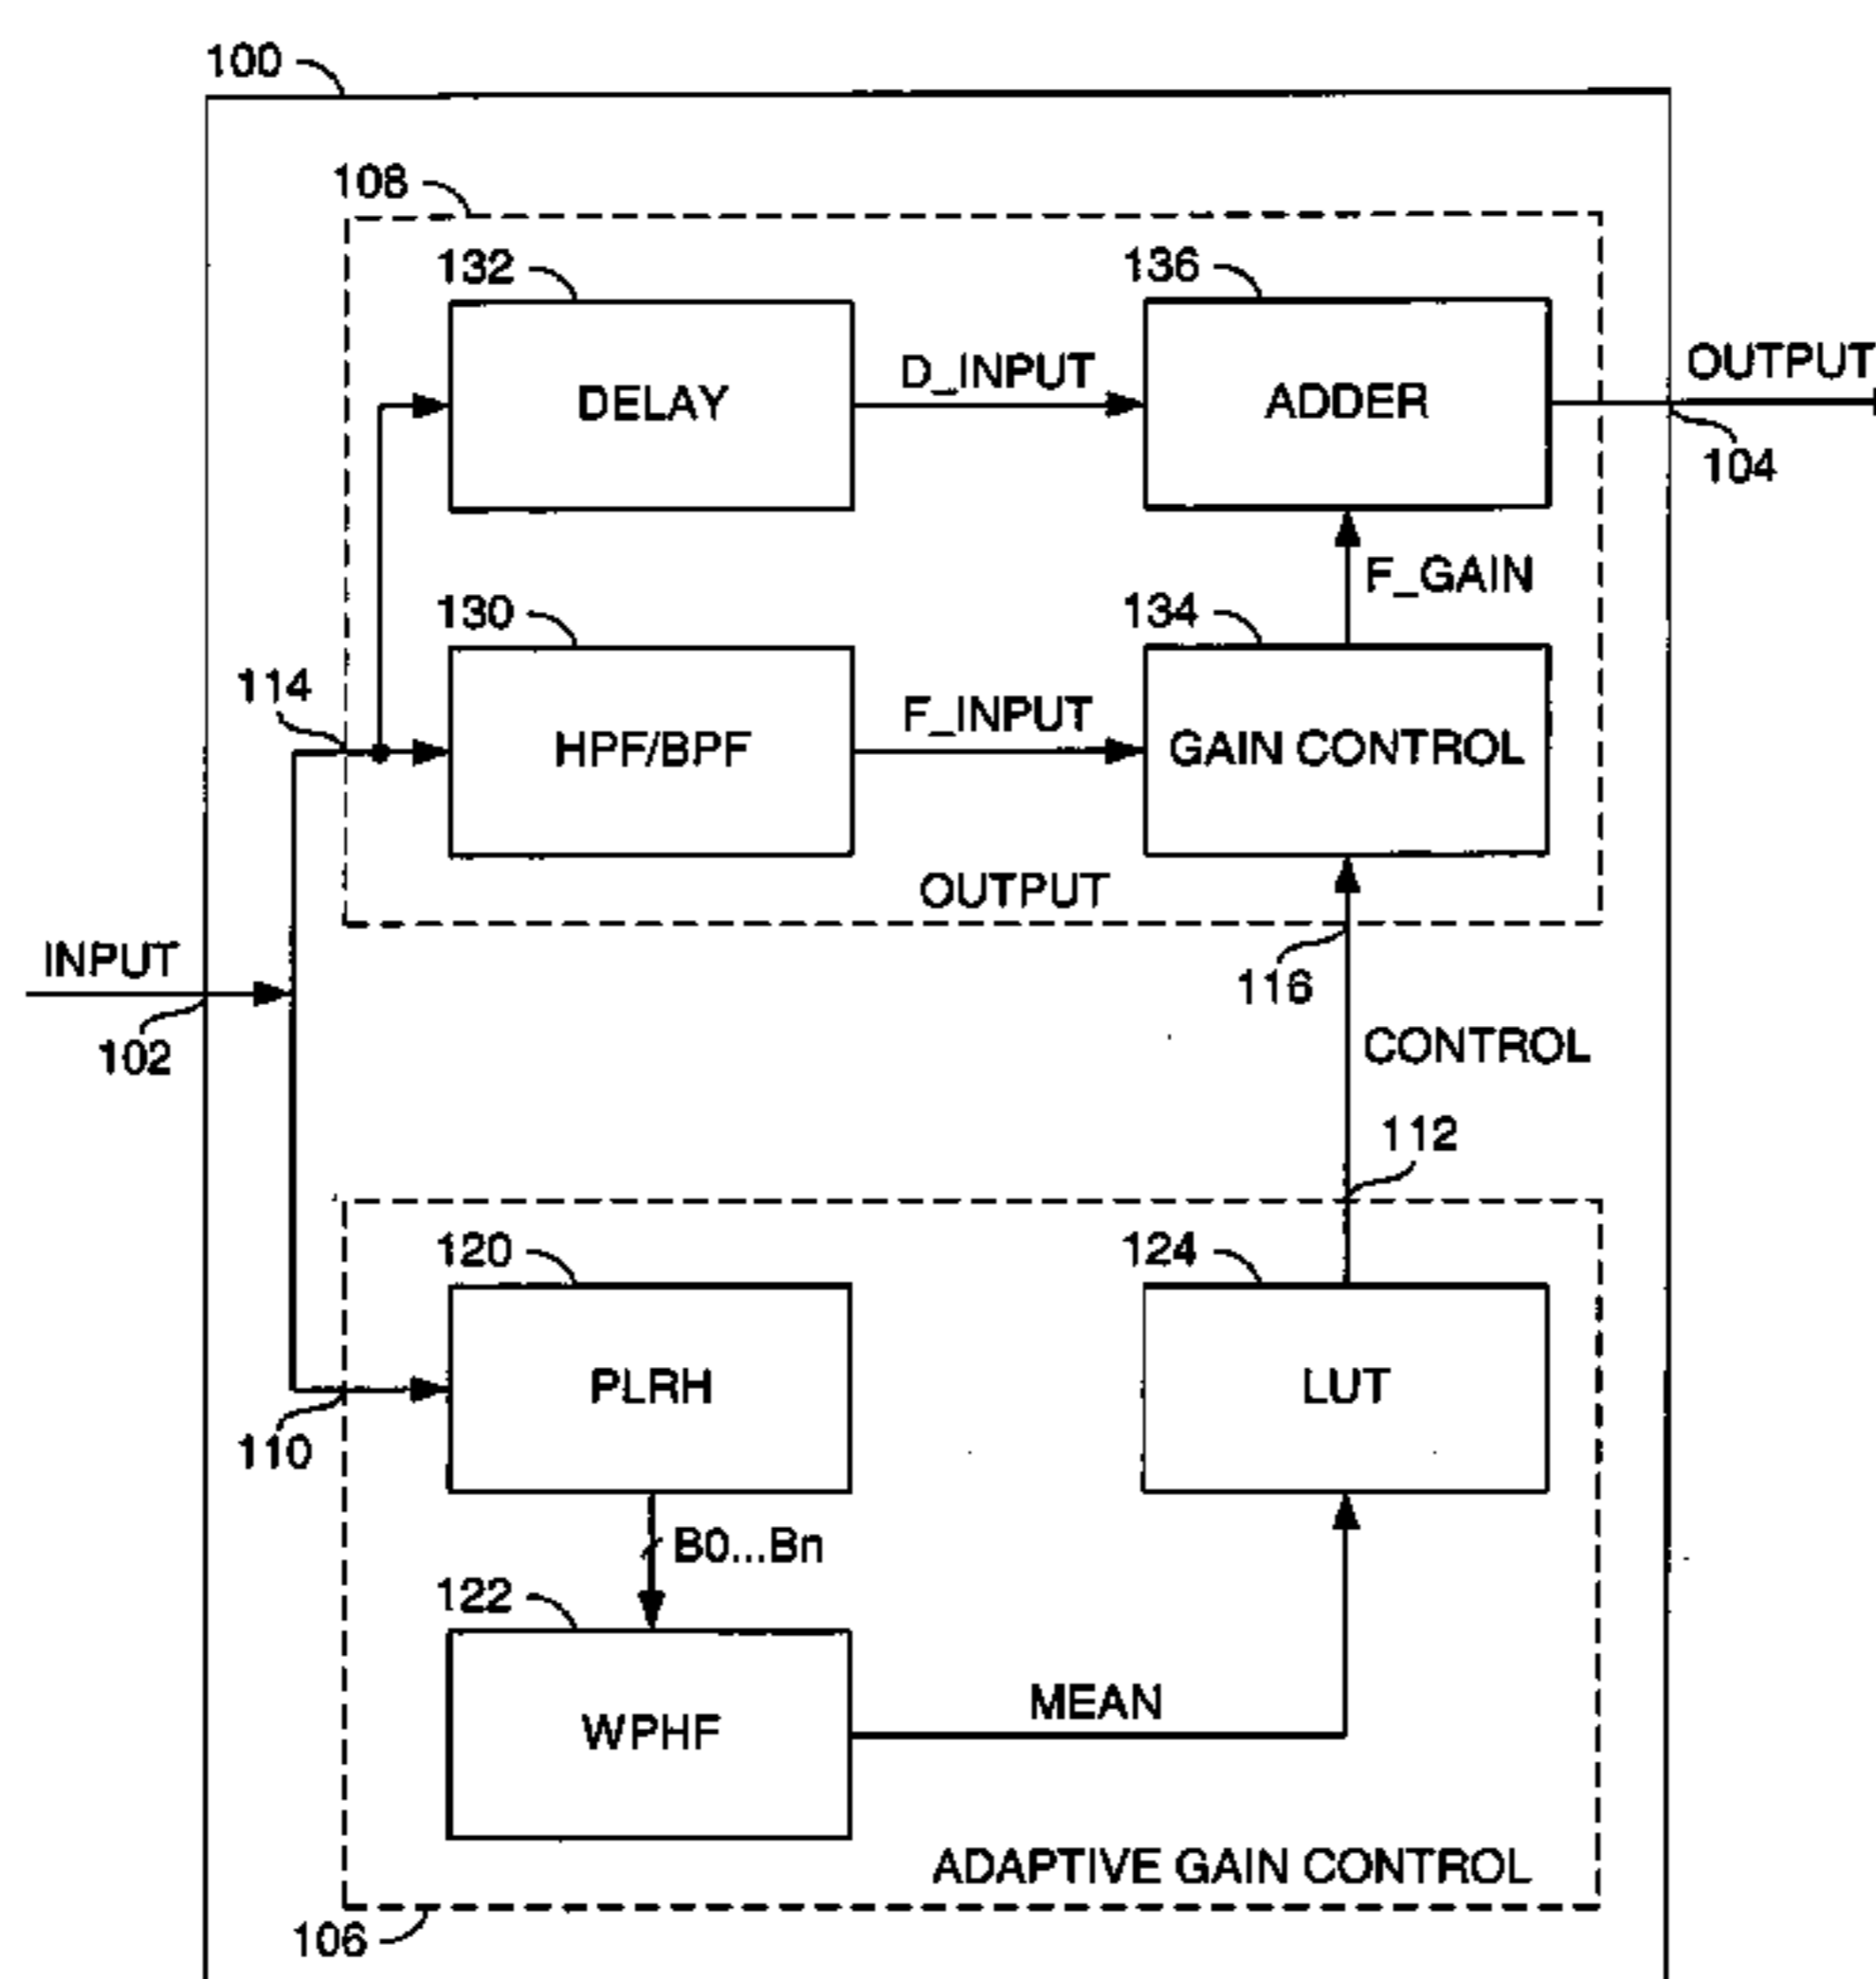 100
108
132
136
DELAY
D_INPUT
ADDER
OUTPUT
104
F_GAIN
130
134
114
HPF/BPF
F_INPUT
GAIN CONTROL
OUTPUT
INPUT
102
116
CONTROL
112
120
124
PLRH
LUT
110
B0...Bn
122
WPHF
MEAN
ADAPTIVE GAIN CONTROL
106